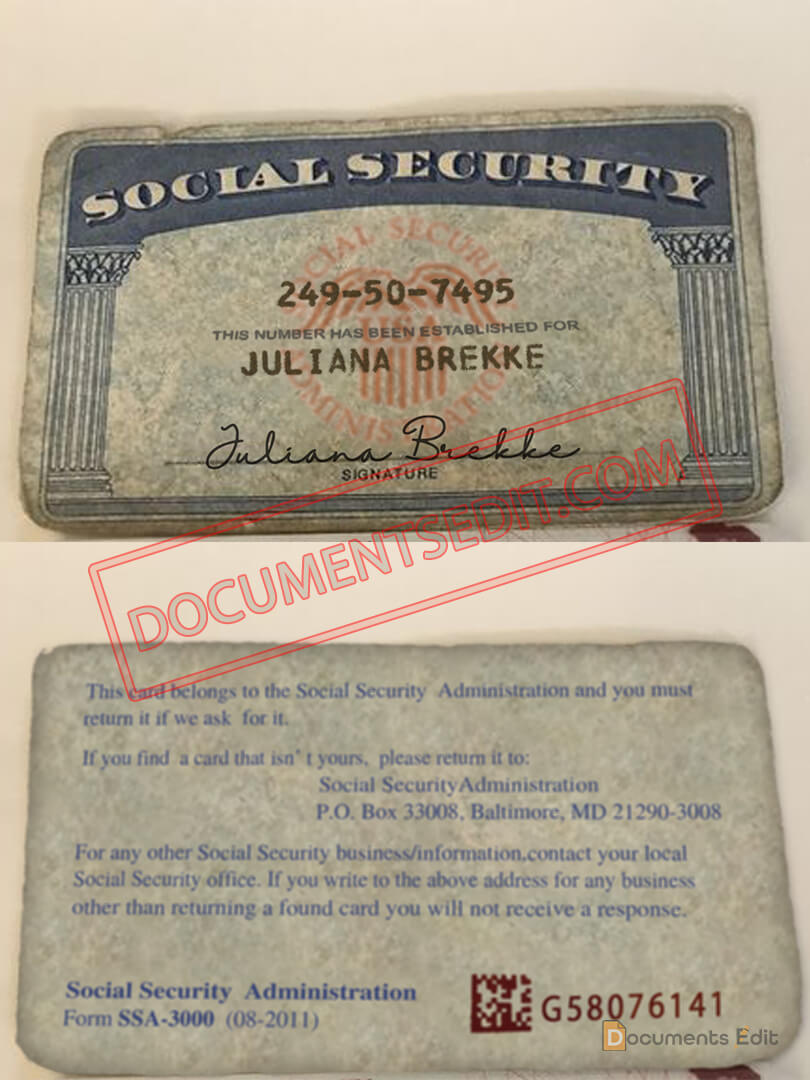 SOCIAL SECURITY
249-50-7495
THIS NUMBER HAS BEEN ESTABLISHED FOR
JULIANA BREKKE
Juliana Brekke
SIGNATURE
DOCUMENTSEDIT.COM
This card belongs to the Social Security Administration and you must
return it if we ask for it.
If you find a card that isn’ t yours, please return it to:
Social SecurityAdministration
P.O. Box 33008, Baltimore, MD 21290-3008
For any other Social Security business/information,contact your local
Social Security office. If you write to the above address for any business
other than returning a found card you will not receive a response.
Social Security Administration
Form SSA-3000 (08-2011)
G58076141
Documents Edit